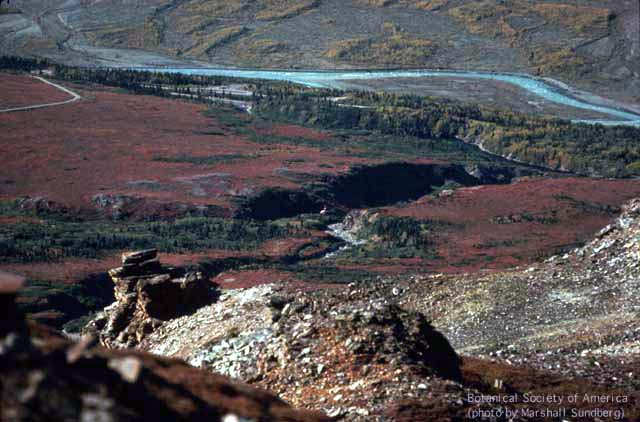 Botanical Society of America
(photo by Marshall Sundberg)